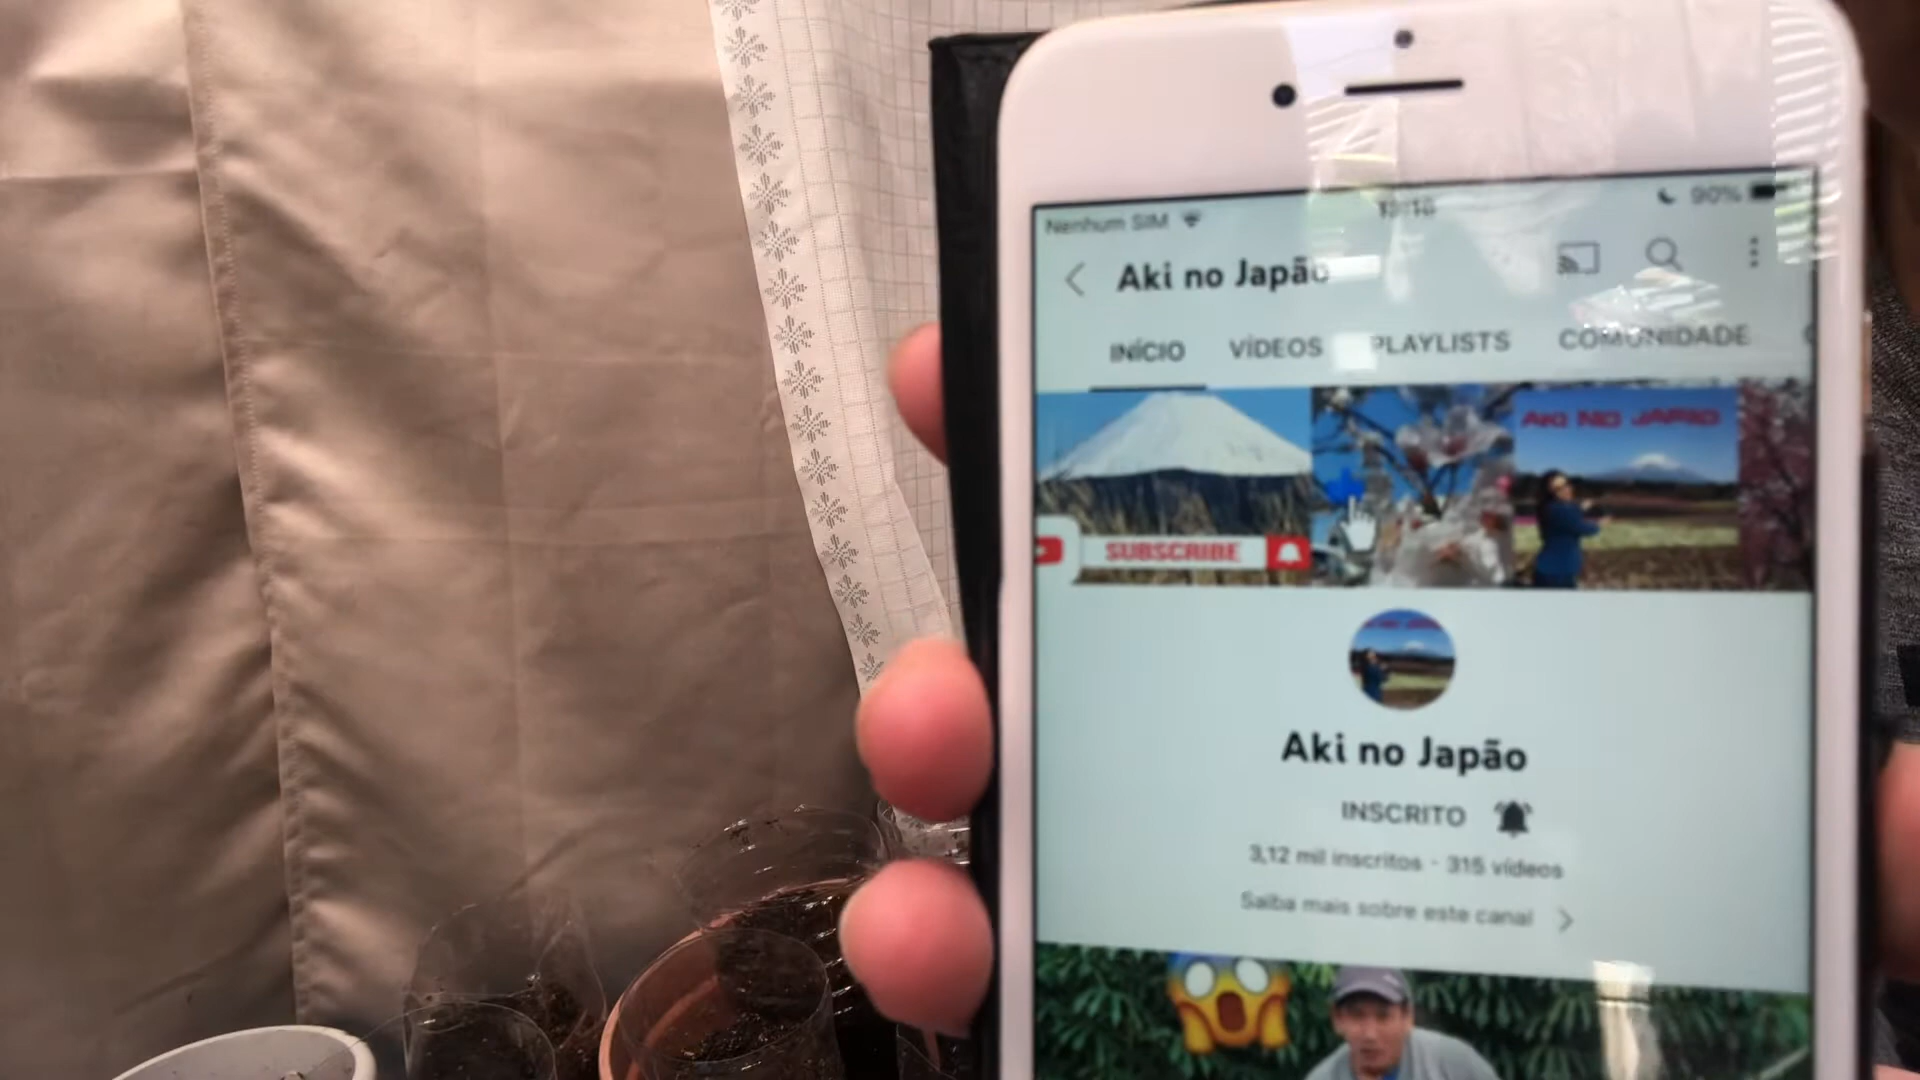 Nenhum SIM
90%
Aki no Japão
INÍCIO VÍDEOS PLAYLISTS COMUNIDADE
AKI NO JAPÃO
SUBSCRIBE
Aki no Japão
INSCRITO
3,12 mil inscritos · 315 vídeos
Saiba mais sobre este canal